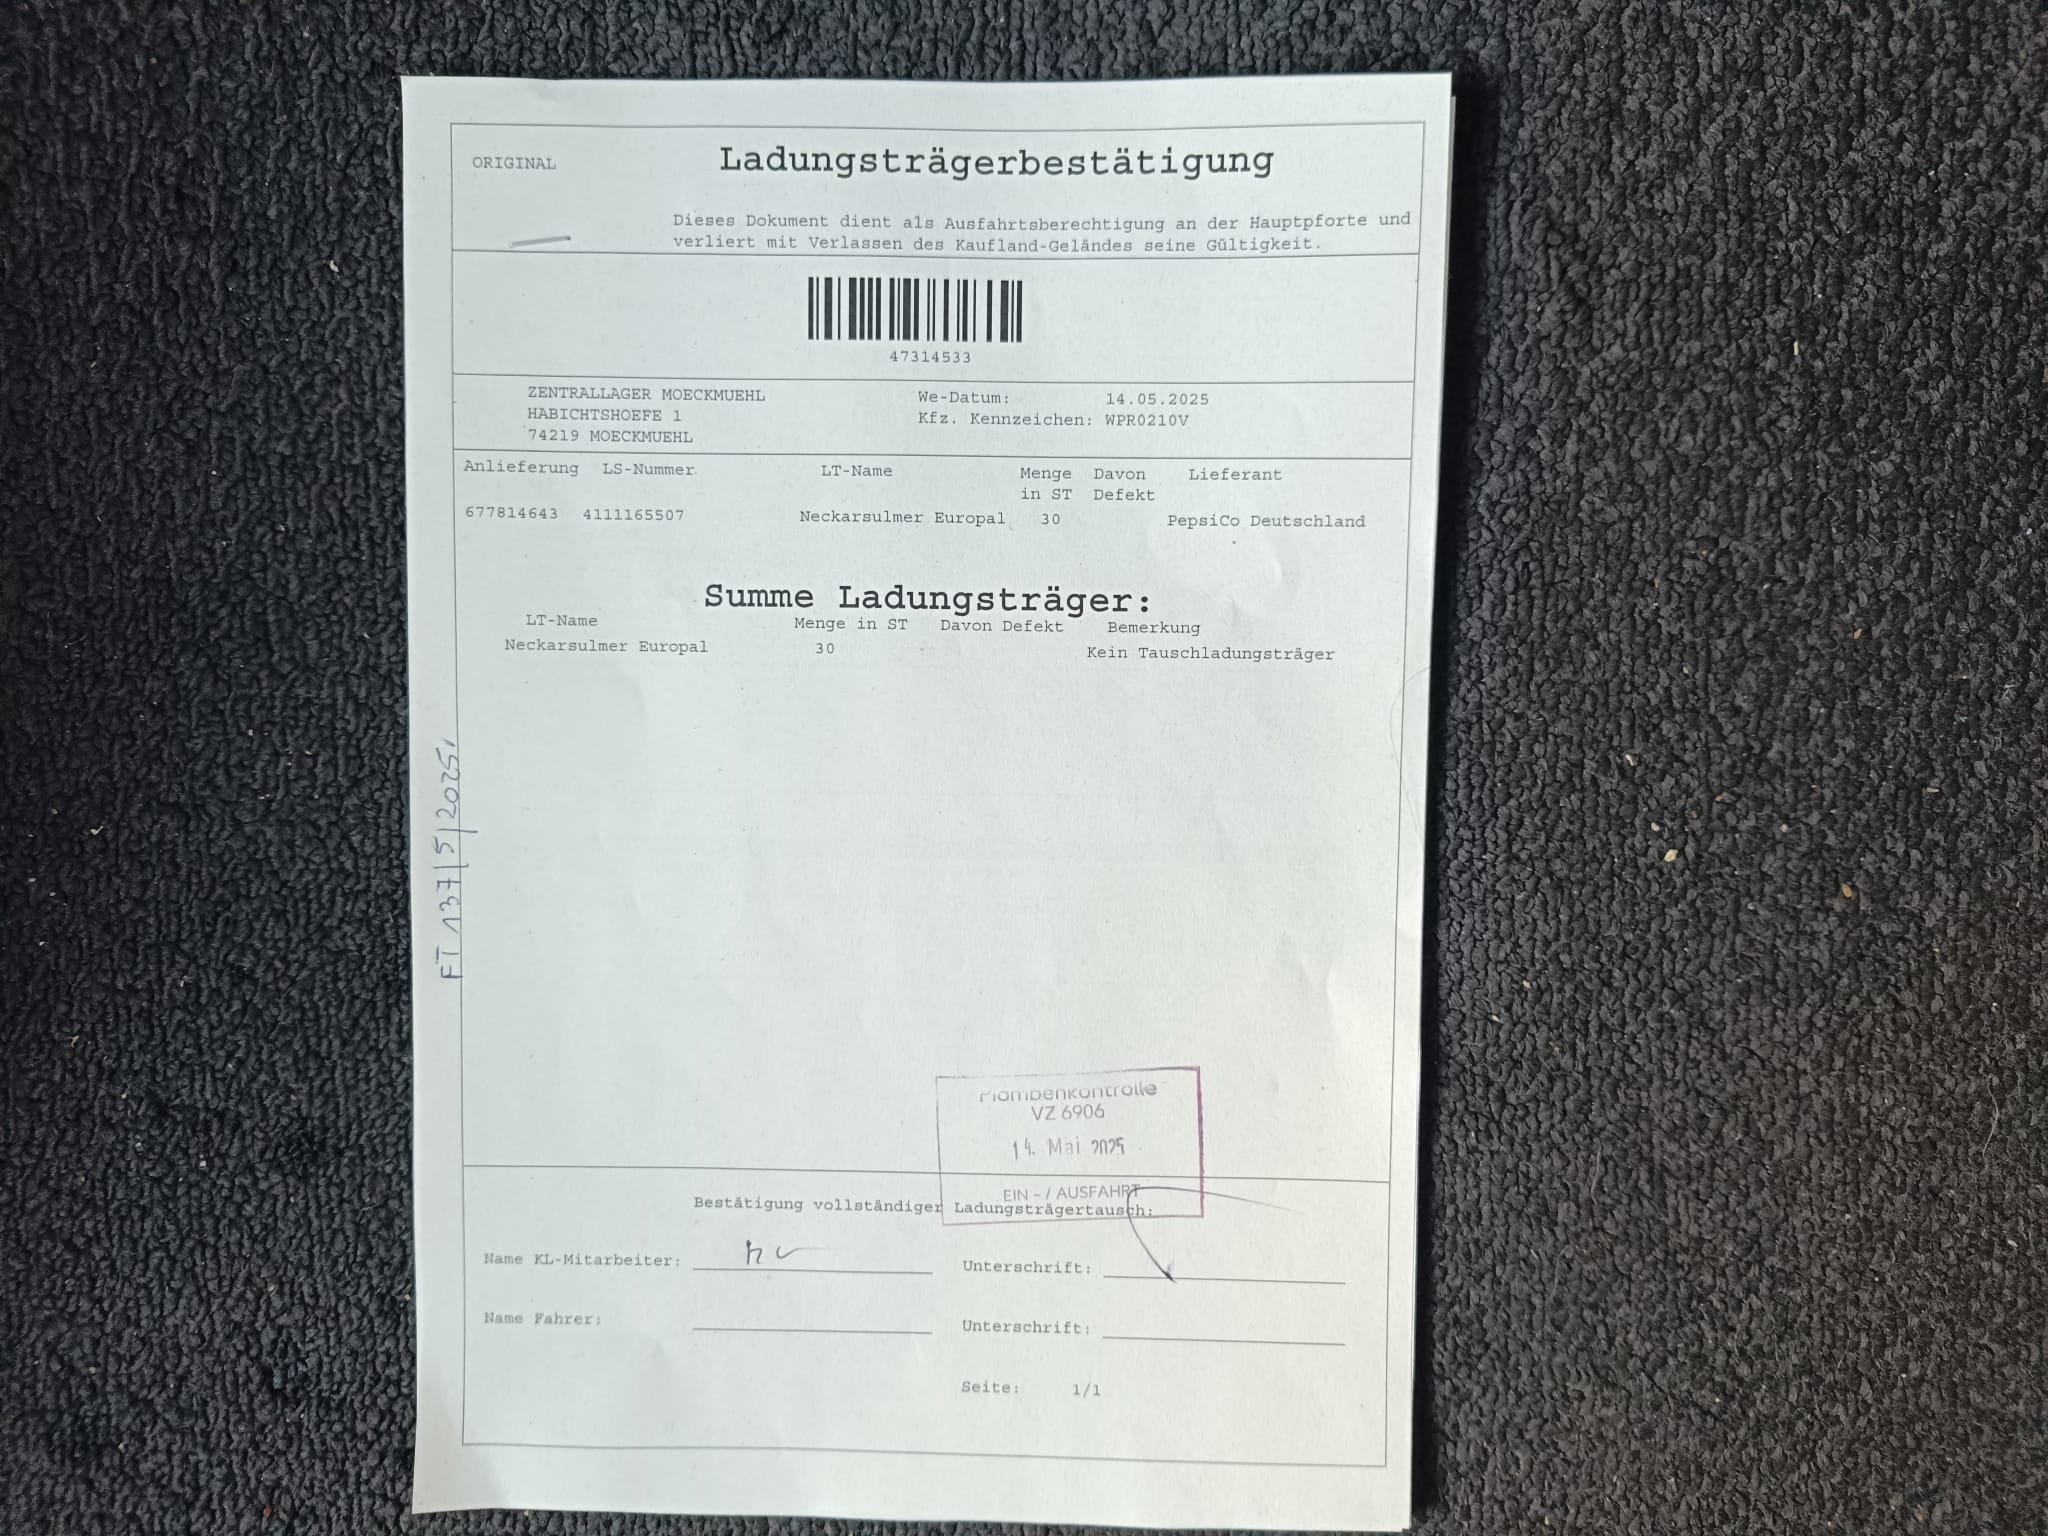 ORIGINAL
Ladungsträgerbestätigung
Dieses Dokument dient als Ausfahrtsberechtigung an der Hauptpforte und
verliert mit Verlassen des Kaufland-Geländes seine Gültigkeit.
47314533
ZENTRALLAGER MOECKMUEHL
HABICHTSHOEFE 1
74219 MOECKMUEHL
We-Datum: 14.05.2025
Kfz. Kennzeichen: WPR0210V
Anlieferung LS-Nummer LT-Name Menge in ST Davon Defekt Lieferant
677814643 4111165507 Neckarsulmer Europal 30 PepsiCo Deutschland
Summe Ladungsträger:
LT-Name Menge in ST Davon Defekt Bemerkung
Neckarsulmer Europal 30 Kein Tauschladungsträger
FT 137/5/2025
Plombenkontrolle
VZ 6906
14. Mai 2025
EIN - / AUSFAHRT
Bestätigung vollständiger Ladungsträgertausch:
Name KL-Mitarbeiter: Unterschrift:
Name Fahrer: Unterschrift:
Seite: 1/1